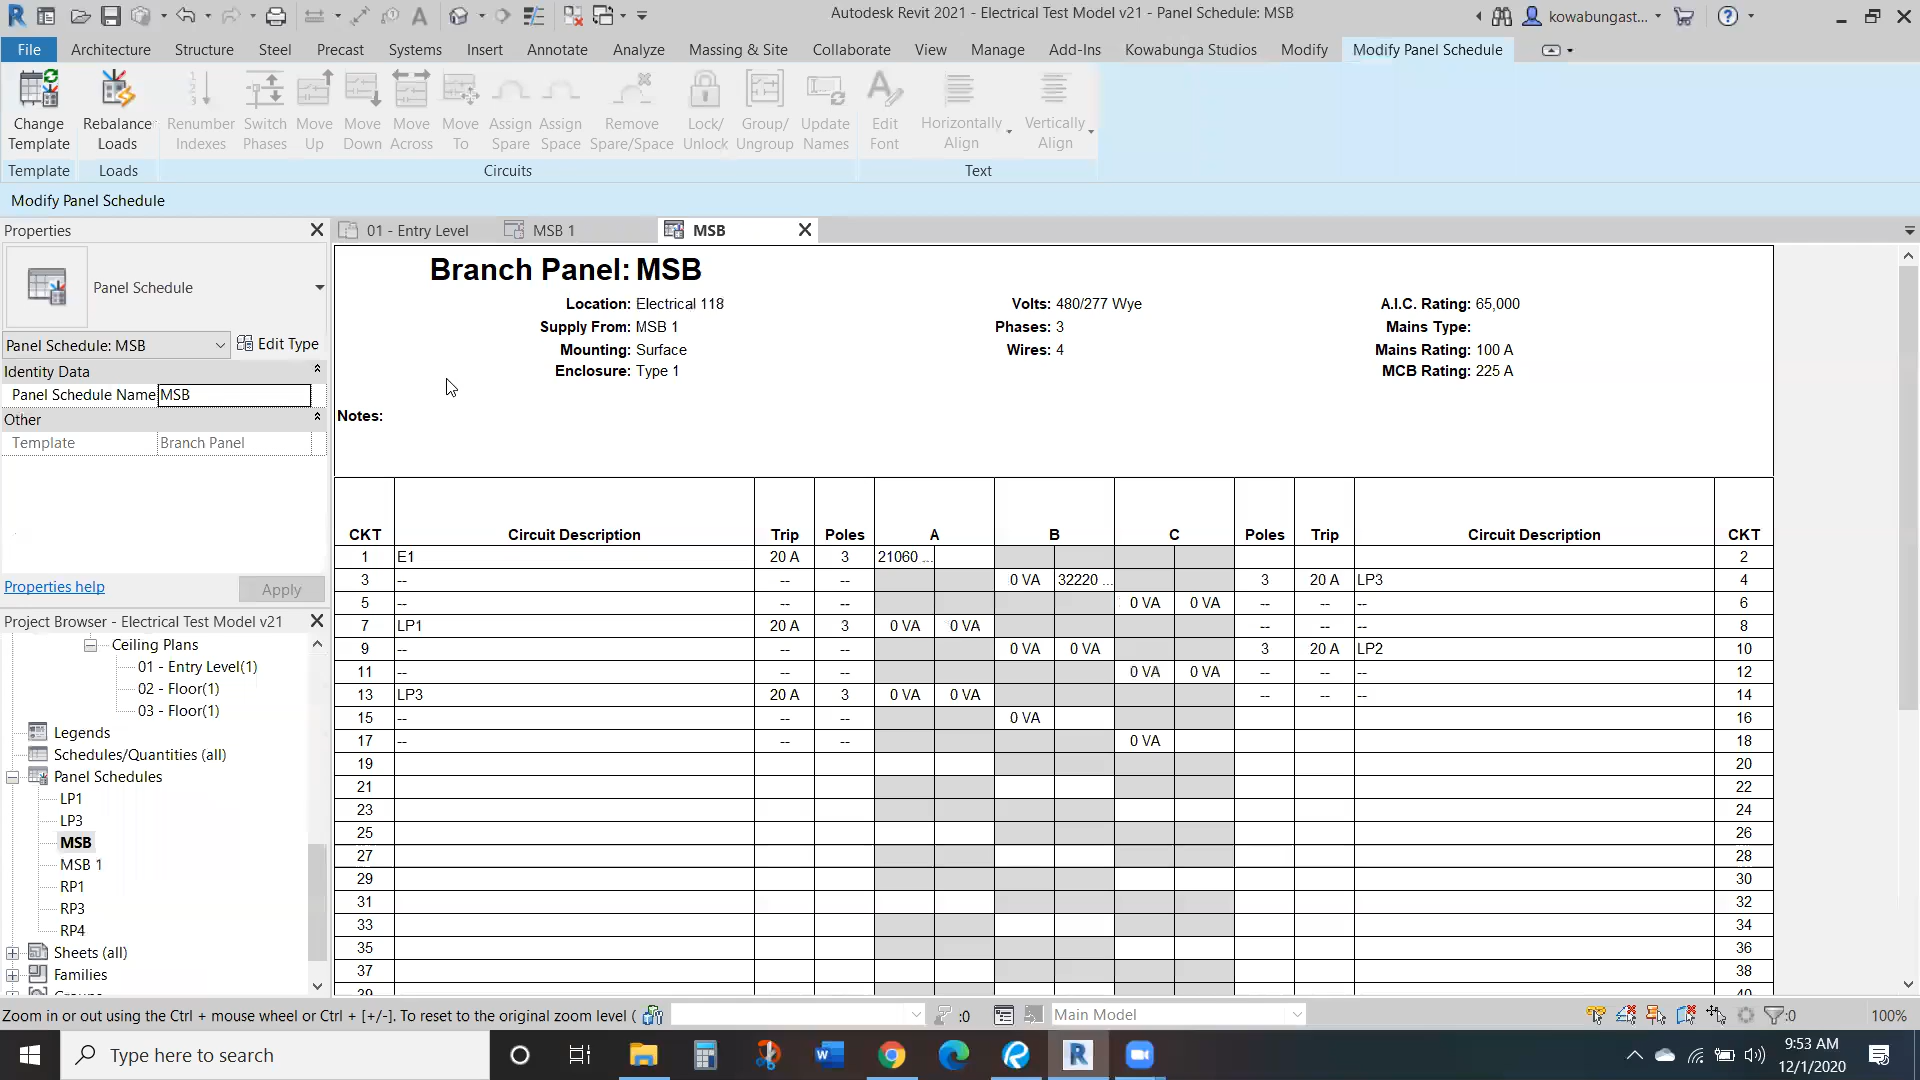 Autodesk Revit 2021 - Electrical Test Model v21 - Panel Schedule: MSB
kowabungast...
File Architecture Structure Steel Precast Systems Insert Annotate Analyze Massing & Site Collaborate View Manage Add-Ins Kowabunga Studios Modify Modify Panel Schedule
Change Template
Rebalance Loads
Renumber Indexes
Switch Phases
Move Up
Move Down
Move Across
Move To
Assign Spare
Assign Space
Remove Spare/Space
Lock/ Unlock
Group/ Ungroup
Update Names
Edit Font
Horizontally Align
Vertically Align
Template Loads Circuits Text
Modify Panel Schedule
Properties
Panel Schedule
Panel Schedule: MSB Edit Type
Identity Data
Panel Schedule Name MSB
Other
Template Branch Panel
Properties help Apply
Project Browser - Electrical Test Model v21
Ceiling Plans
01 - Entry Level(1)
02 - Floor(1)
03 - Floor(1)
Legends
Schedules/Quantities (all)
Panel Schedules
LP1
LP3
MSB
MSB 1
RP1
RP3
RP4
Sheets (all)
Families
01 - Entry Level MSB 1 MSB
Branch Panel: MSB
Location: Electrical 118 Volts: 480/277 Wye A.I.C. Rating: 65,000
Supply From: MSB 1 Phases: 3 Mains Type:
Mounting: Surface Wires: 4 Mains Rating: 100 A
Enclosure: Type 1 MCB Rating: 225 A
Notes:
CKT Circuit Description Trip Poles A B C Poles Trip Circuit Description CKT
1 E1 20 A 3 21060 ... 2
3 -- -- -- 0 VA 32220 ... 3 20 A LP3 4
5 -- -- -- 0 VA 0 VA -- -- -- 6
7 LP1 20 A 3 0 VA 0 VA -- -- -- 8
9 -- -- -- 0 VA 0 VA 3 20 A LP2 10
11 -- -- -- 0 VA 0 VA -- -- -- 12
13 LP3 20 A 3 0 VA 0 VA -- -- -- 14
15 -- -- -- 0 VA 16
17 -- -- -- 0 VA 18
19 20
21 22
23 24
25 26
27 28
29 30
31 32
33 34
35 36
37 38
39 40
Zoom in or out using the Ctrl + mouse wheel or Ctrl + [+/-]. To reset to the original zoom level ( :0 Main Model :0 100%
Type here to search
9:53 AM
12/1/2020